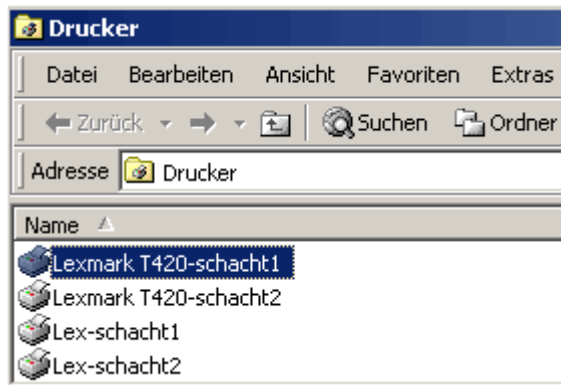 Drucker
Datei Bearbeiten Ansicht Favoriten Extras
Zurück Suchen Ordner
Adresse Drucker
Name
Lexmark T420-schacht1
Lexmark T420-schacht2
Lex-schacht1
Lex-schacht2